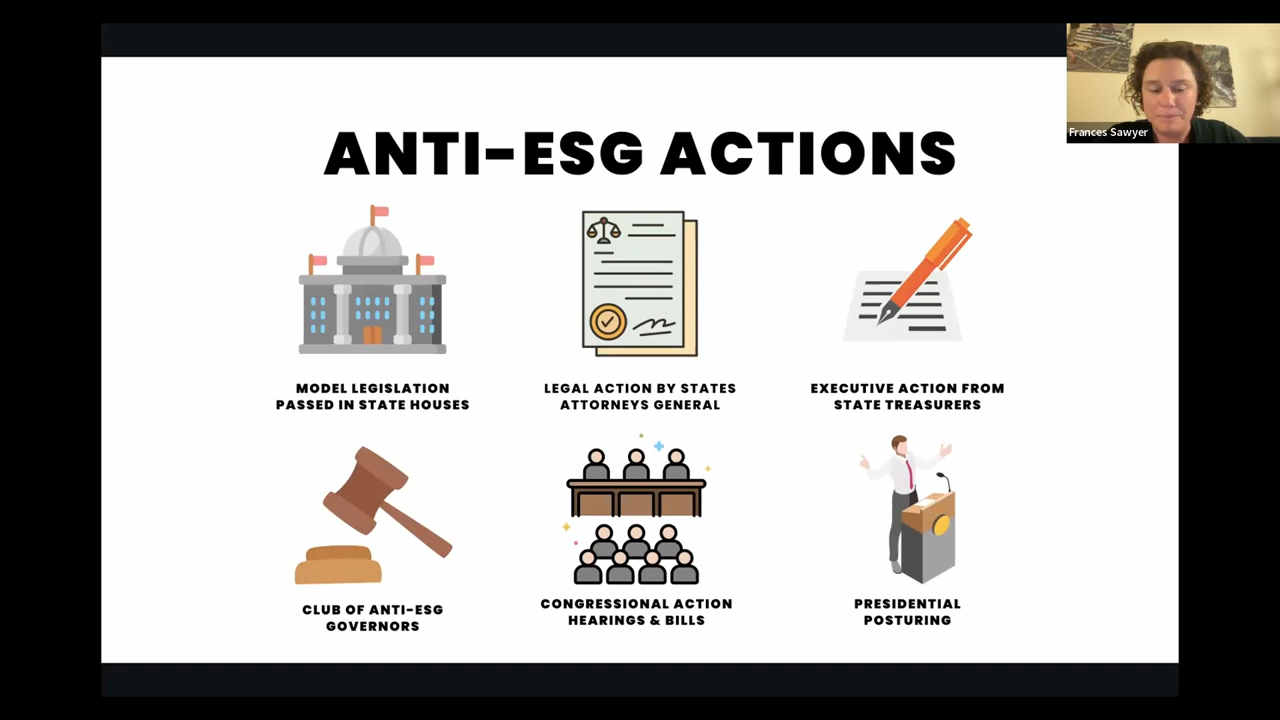 Frances Sawyer
ANTI-ESG ACTIONS
MODEL LEGISLATION
PASSED IN STATE HOUSES
LEGAL ACTION BY STATES
ATTORNEYS GENERAL
EXECUTIVE ACTION FROM
STATE TREASURERS
CLUB OF ANTI-ESG
GOVERNORS
CONGRESSIONAL ACTION
HEARINGS & BILLS
PRESIDENTIAL
POSTURING